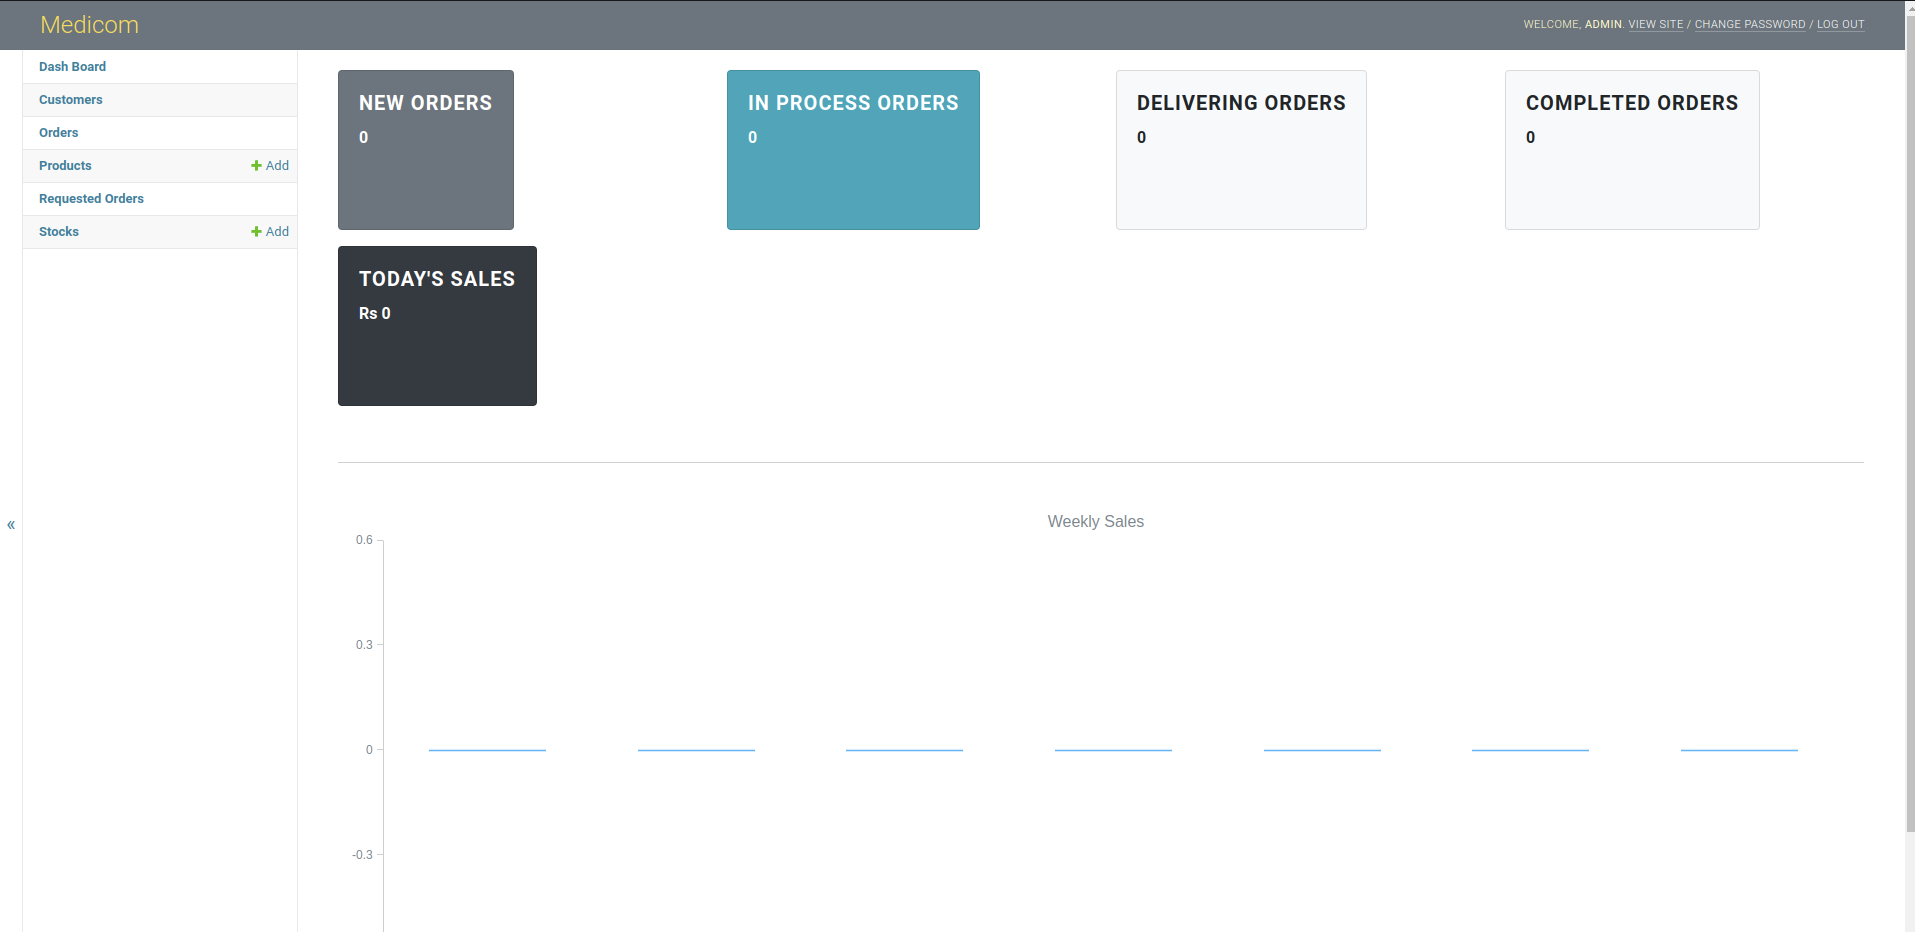 Medicom
WELCOME, ADMIN. VIEW SITE / CHANGE PASSWORD / LOG OUT
Dash Board
Customers
Orders
Products Add
Requested Orders
Stocks Add
«
NEW ORDERS
0
IN PROCESS ORDERS
0
DELIVERING ORDERS
0
COMPLETED ORDERS
0
TODAY'S SALES
Rs 0
Weekly Sales
0.6
0.3
0
-0.3